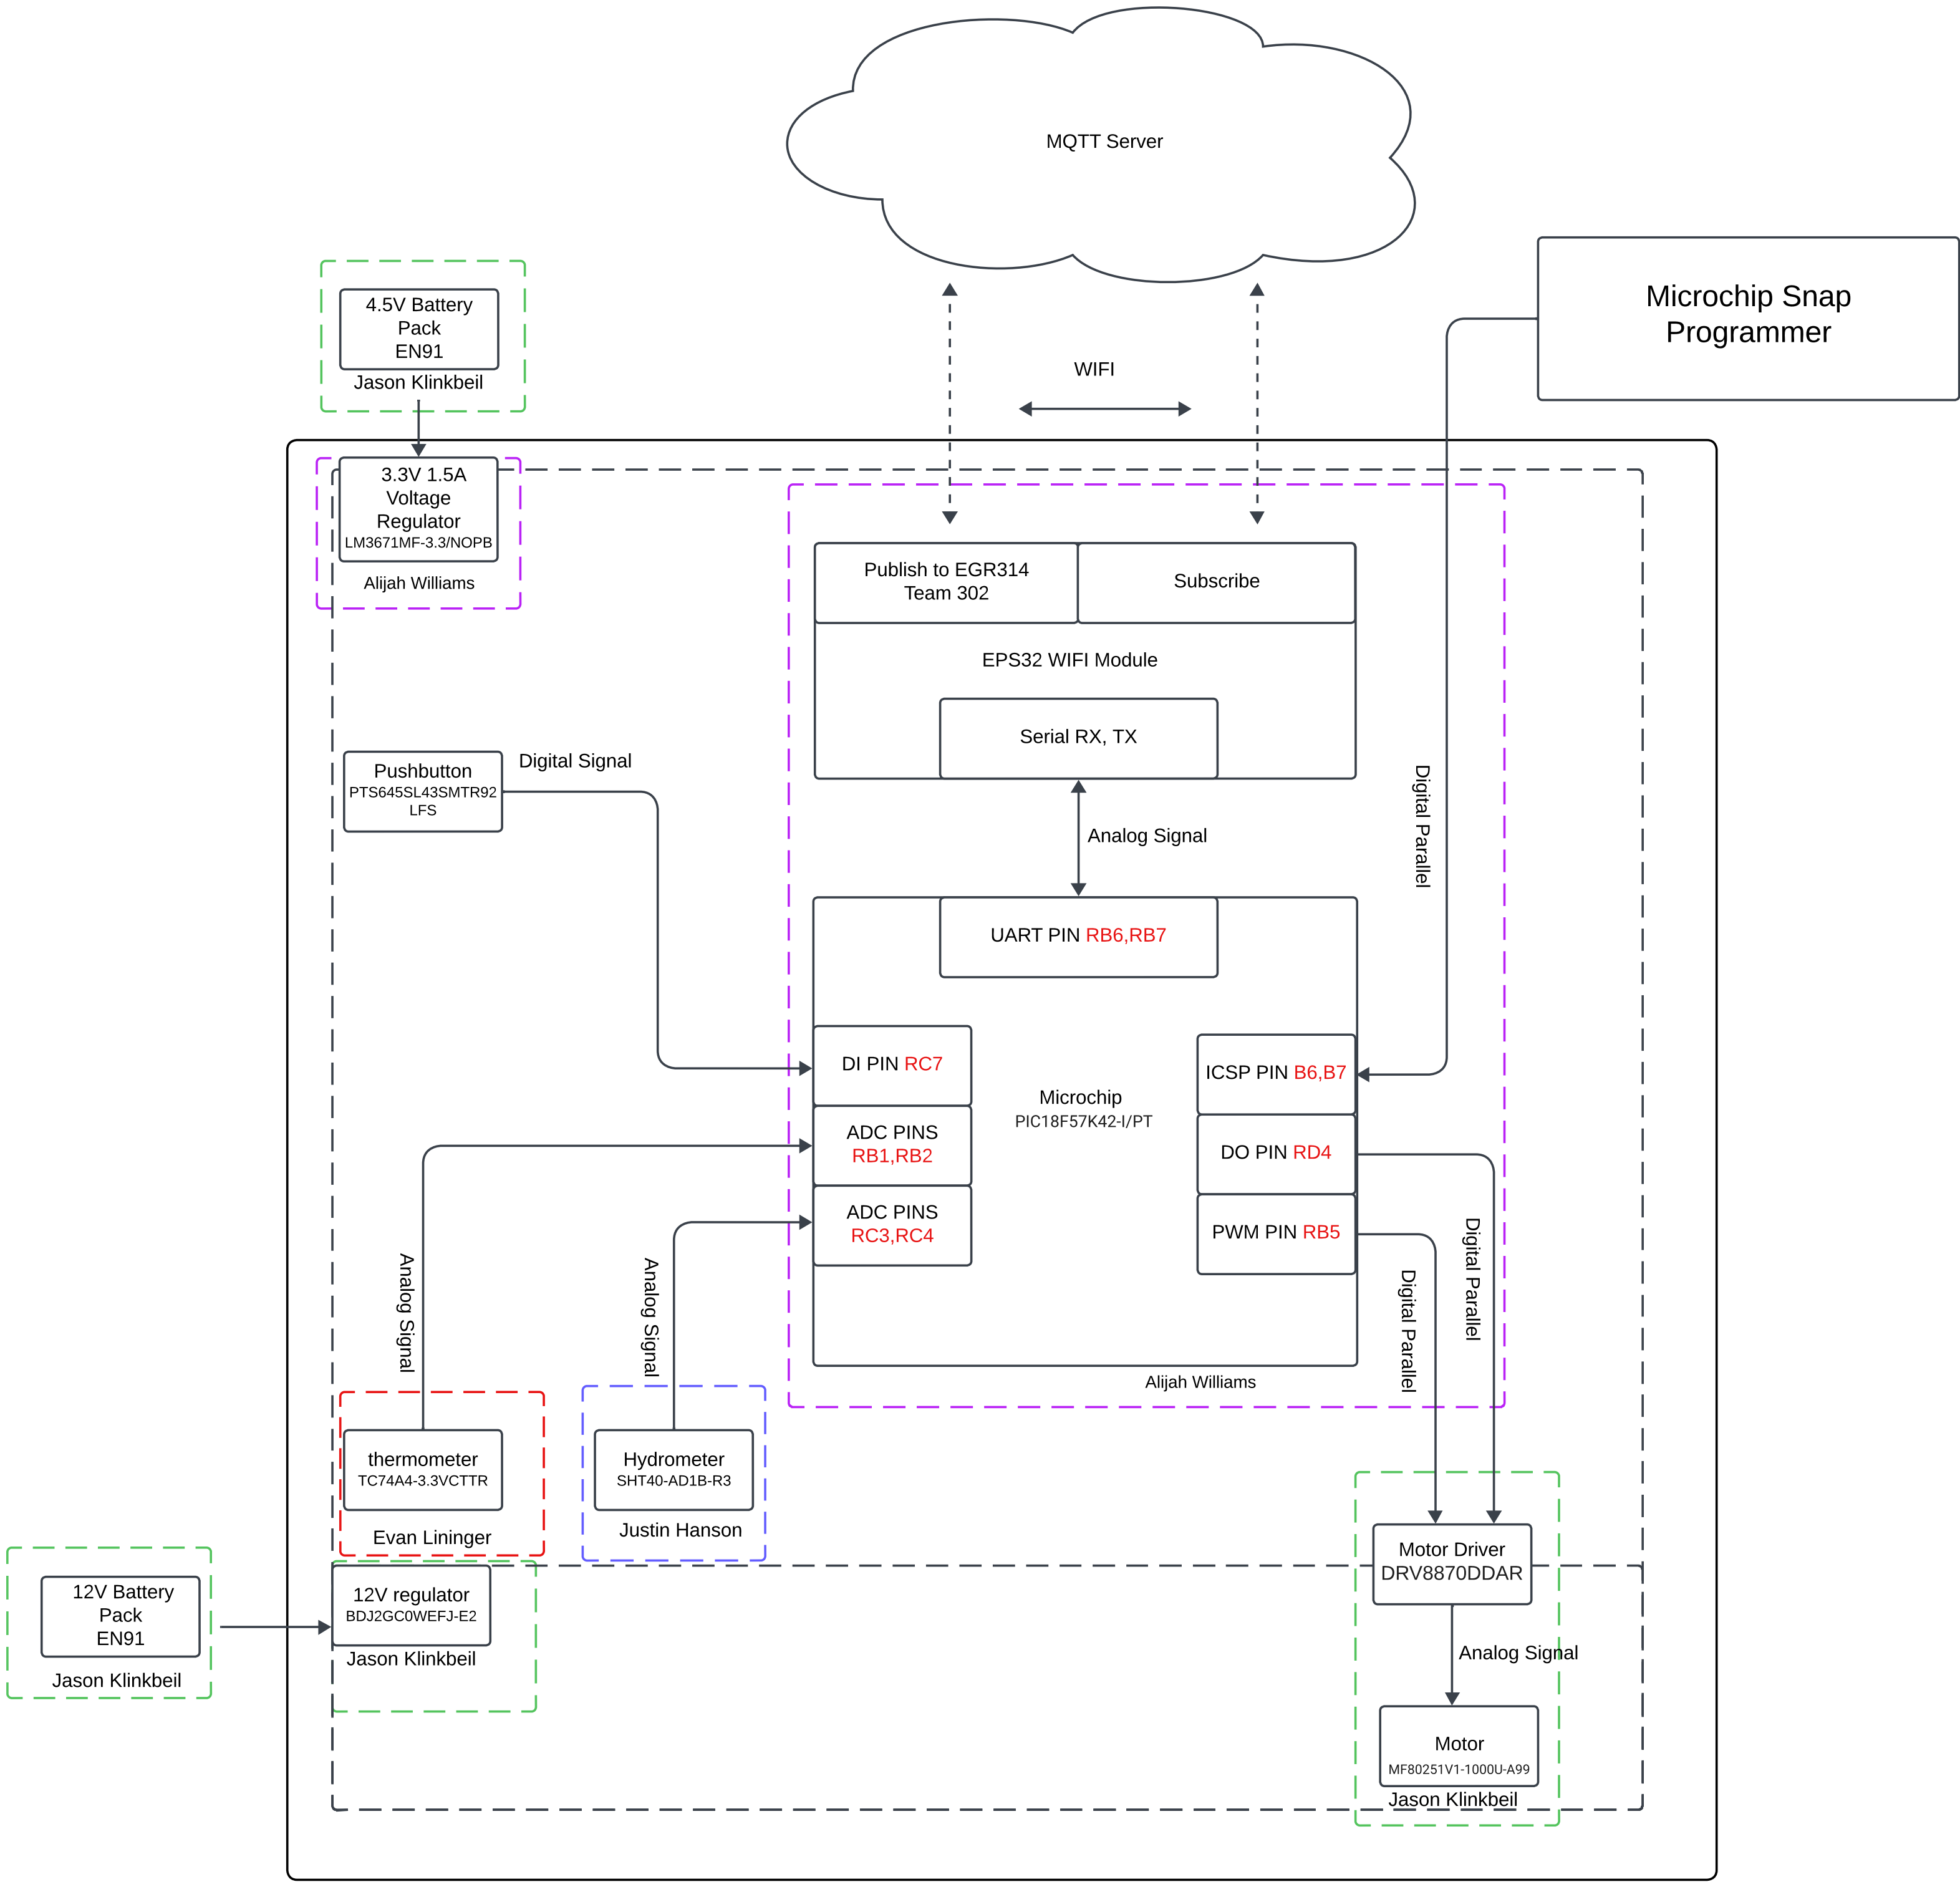 MQTT Server
Microchip Snap
Programmer
4.5V Battery
Pack
EN91
Jason Klinkbeil
WIFI
3.3V 1.5A
Voltage
Regulator
LM3671MF-3.3/NOPB
Alijah Williams
Publish to EGR314
Team 302
Subscribe
EPS32 WIFI Module
Serial RX, TX
Pushbutton
PTS645SL43SMTR92
LFS
Digital Signal
Analog Signal
Digital Parallel
UART PIN RB6,RB7
DI PIN RC7
ADC PINS
RB1,RB2
ADC PINS
RC3,RC4
Microchip
PIC18F57K42-I/PT
ICSP PIN B6,B7
DO PIN RD4
PWM PIN RB5
Alijah Williams
Analog Signal
Analog Signal
Digital Parallel
Digital Parallel
thermometer
TC74A4-3.3VCTTR
Evan Lininger
Hydrometer
SHT40-AD1B-R3
Justin Hanson
12V Battery
Pack
EN91
Jason Klinkbeil
12V regulator
BDJ2GC0WEFJ-E2
Jason Klinkbeil
Motor Driver
DRV8870DDAR
Analog Signal
Motor
MF80251V1-1000U-A99
Jason Klinkbeil